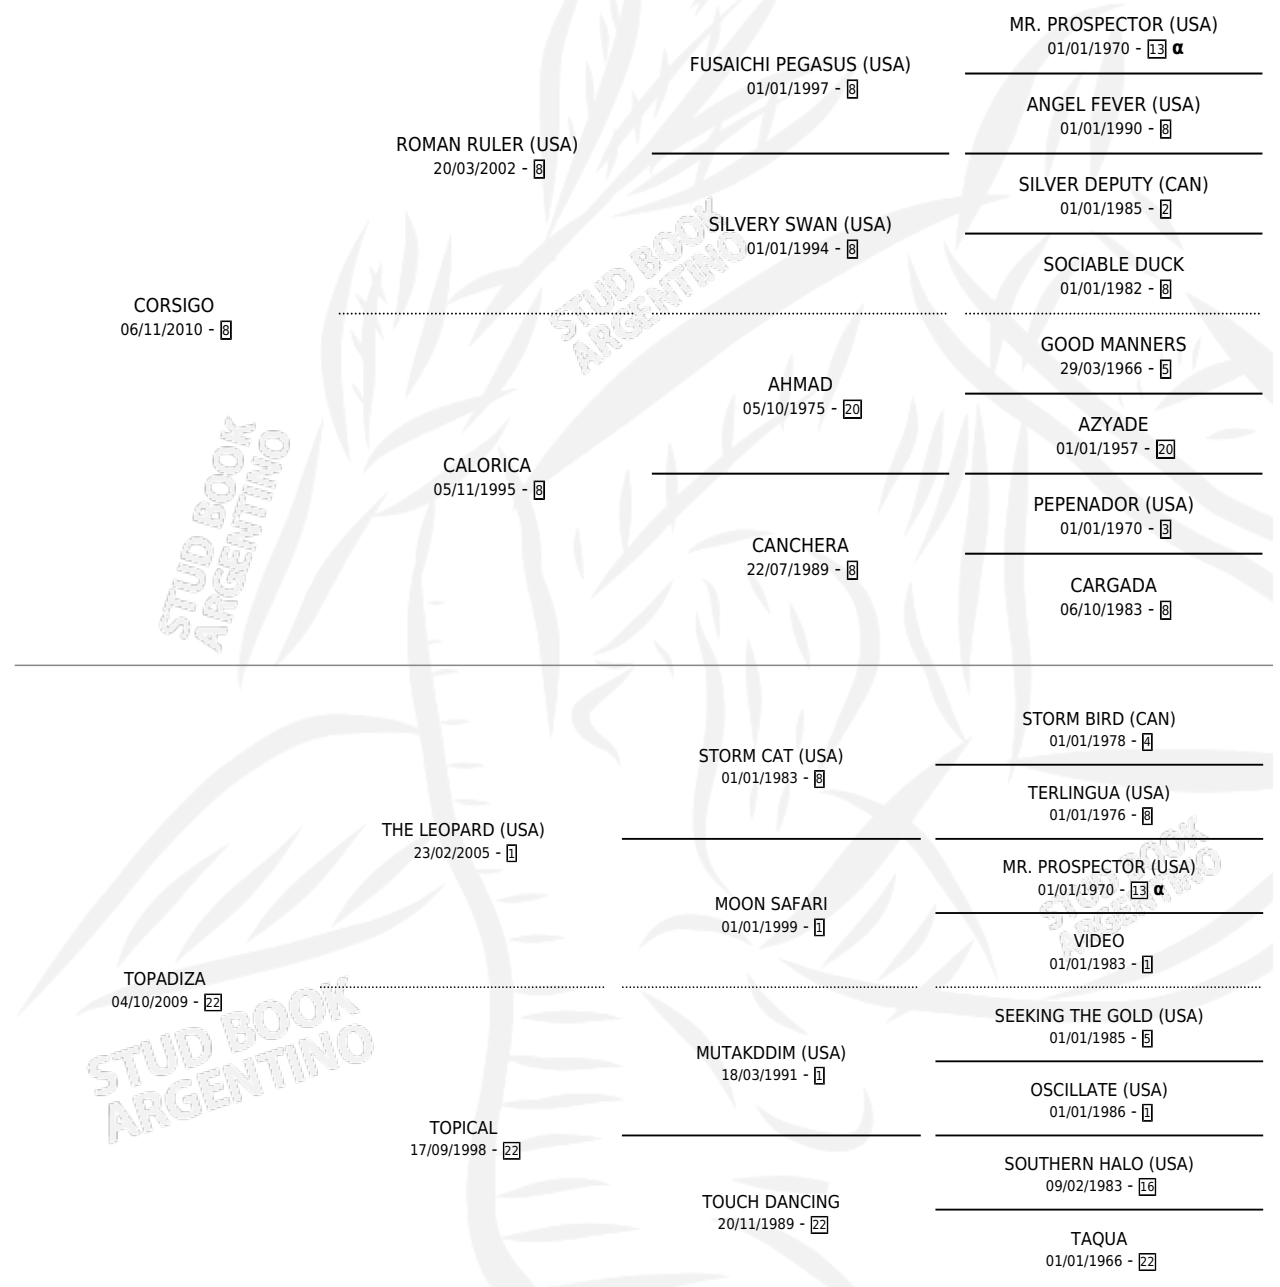 MR. PROSPECTOR (USA)
01/01/1970 - 13 α
FUSAICHI PEGASUS (USA)
01/01/1997 - 8
ANGEL FEVER (USA)
01/01/1990 - 8
ROMAN RULER (USA)
20/03/2002 - 8
SILVER DEPUTY (CAN)
01/01/1985 - 2
SILVERY SWAN (USA)
01/01/1994 - 8
SOCIABLE DUCK
01/01/1982 - 8
CORSIGO
06/11/2010 - 8
GOOD MANNERS
29/03/1966 - 5
AHMAD
05/10/1975 - 20
AZYADE
01/01/1957 - 20
CALORICA
05/11/1995 - 8
PEPENADOR (USA)
01/01/1970 - 3
CANCHERA
22/07/1989 - 8
CARGADA
06/10/1983 - 8
STORM BIRD (CAN)
01/01/1978 - 4
STORM CAT (USA)
01/01/1983 - 8
TERLINGUA (USA)
01/01/1976 - 8
THE LEOPARD (USA)
23/02/2005 - 1
MR. PROSPECTOR (USA)
01/01/1970 - 13 α
MOON SAFARI
01/01/1999 - 1
VIDEO
01/01/1983 - 1
TOPADIZA
04/10/2009 - 22
SEEKING THE GOLD (USA)
01/01/1985 - 5
MUTAKDDIM (USA)
18/03/1991 - 1
OSCILLATE (USA)
01/01/1986 - 1
TOPICAL
17/09/1998 - 22
SOUTHERN HALO (USA)
09/02/1983 - 16
TOUCH DANCING
20/11/1989 - 22
TAQUA
01/01/1966 - 22
STUD BOOK
ARGENTINO
STUD BOOK
ARGENTINO
STUD BOOK
ARGENTINO
STUD BOOK
ARGENTINO